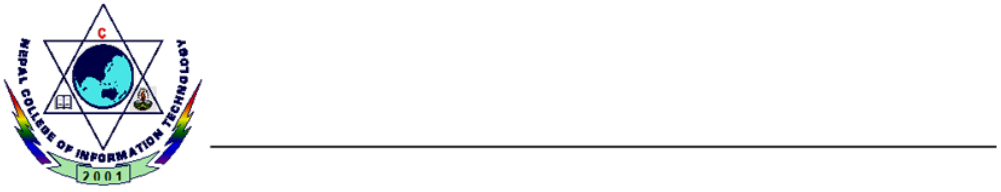 C
NEPAL COLLEGE OF INFORMATION TECHNOLOGY
2001